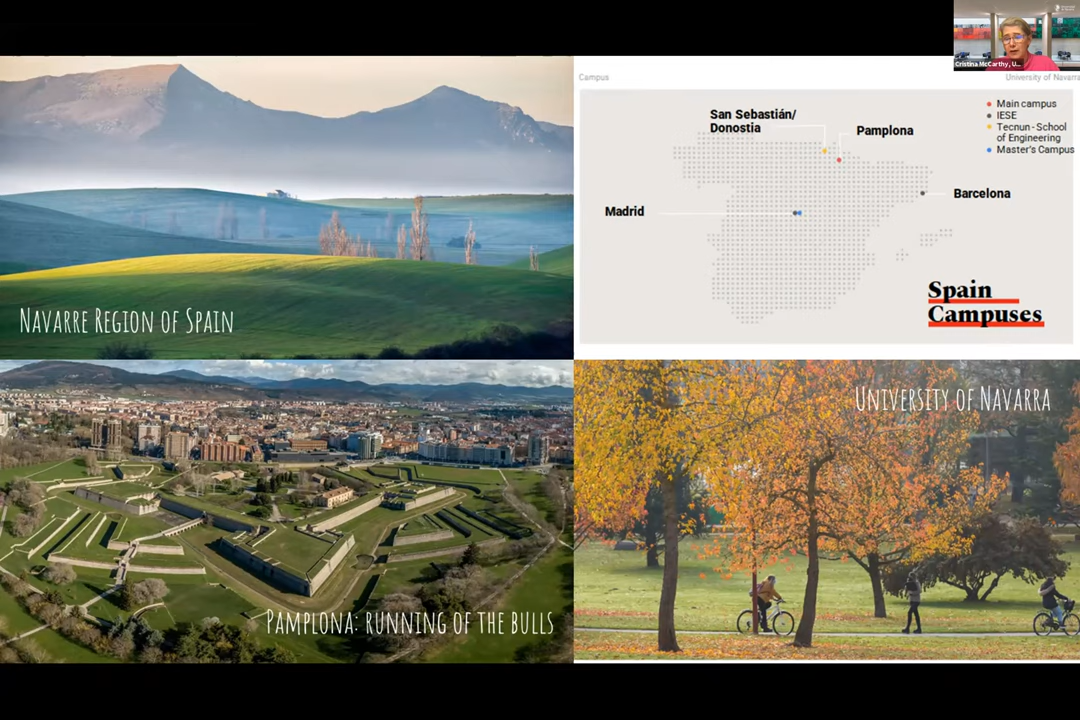 Cristina McCarthy, U...
NAVARRE REGION OF SPAIN
Campus
University of Navarra
San Sebastián/
Donostia
Pamplona
Main campus
IESE
Tecnun - School
of Engineering
Master's Campus
Madrid
Barcelona
Spain
Campuses
PAMPLONA: RUNNING OF THE BULLS
UNIVERSITY OF NAVARRA